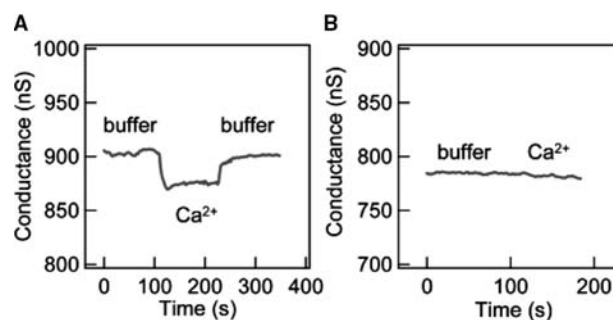 A
Conductance (nS)
1000
950
900
850
800
buffer
buffer
Ca²⁺
0 100 200 300 400
Time (s)
B
Conductance (nS)
900
850
800
750
700
buffer
Ca²⁺
0 100 200
Time (s)